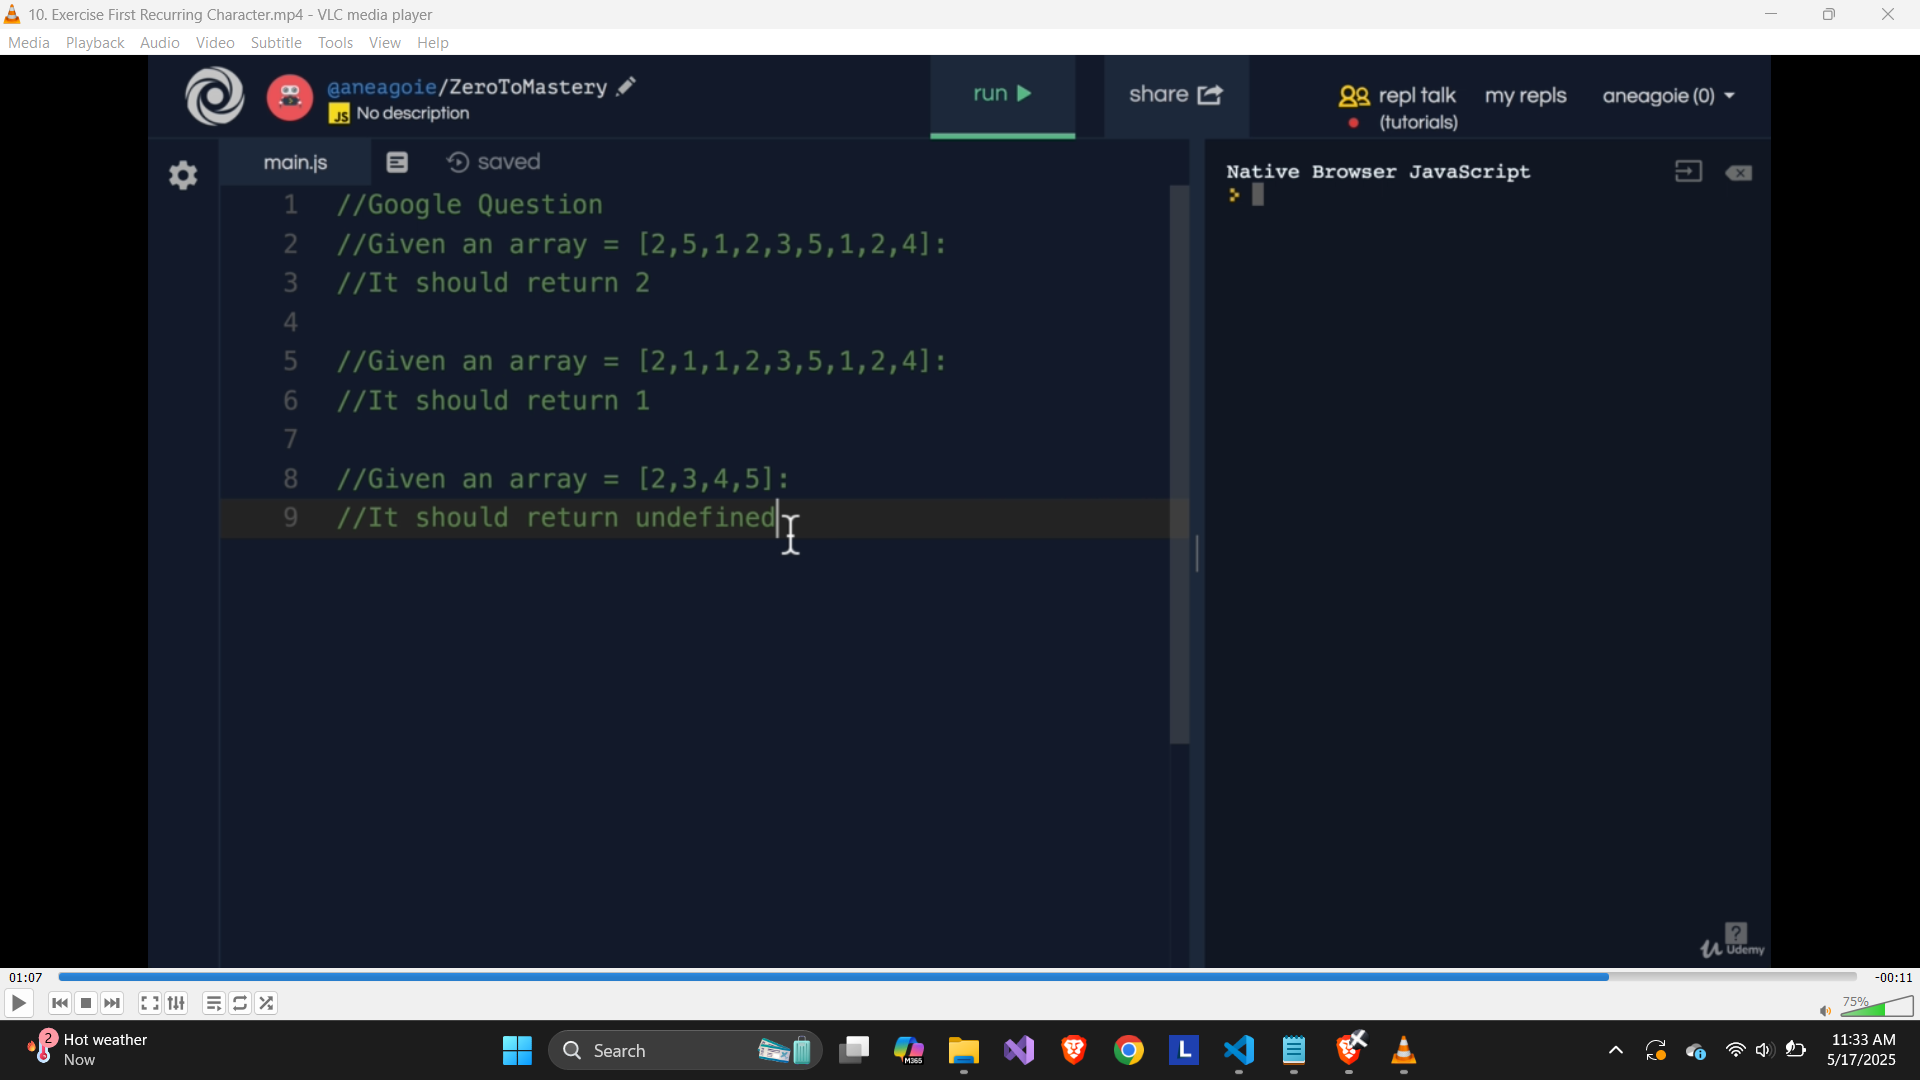 10. Exercise First Recurring Character.mp4 - VLC media player
Media Playback Audio Video Subtitle Tools View Help
@aneagoie/ZeroToMastery
JS No description
run
share
repl talk
(tutorials)
my repls
aneagoie (0)
main.js
saved
1 //Google Question
2 //Given an array = [2,5,1,2,3,5,1,2,4]:
3 //It should return 2
4
5 //Given an array = [2,1,1,2,3,5,1,2,4]:
6 //It should return 1
7
8 //Given an array = [2,3,4,5]:
9 //It should return undefined
Native Browser JavaScript
?
Udemy
01:07
-00:11
75%
2
Hot weather
Now
Search
M365
L
11:33 AM
5/17/2025